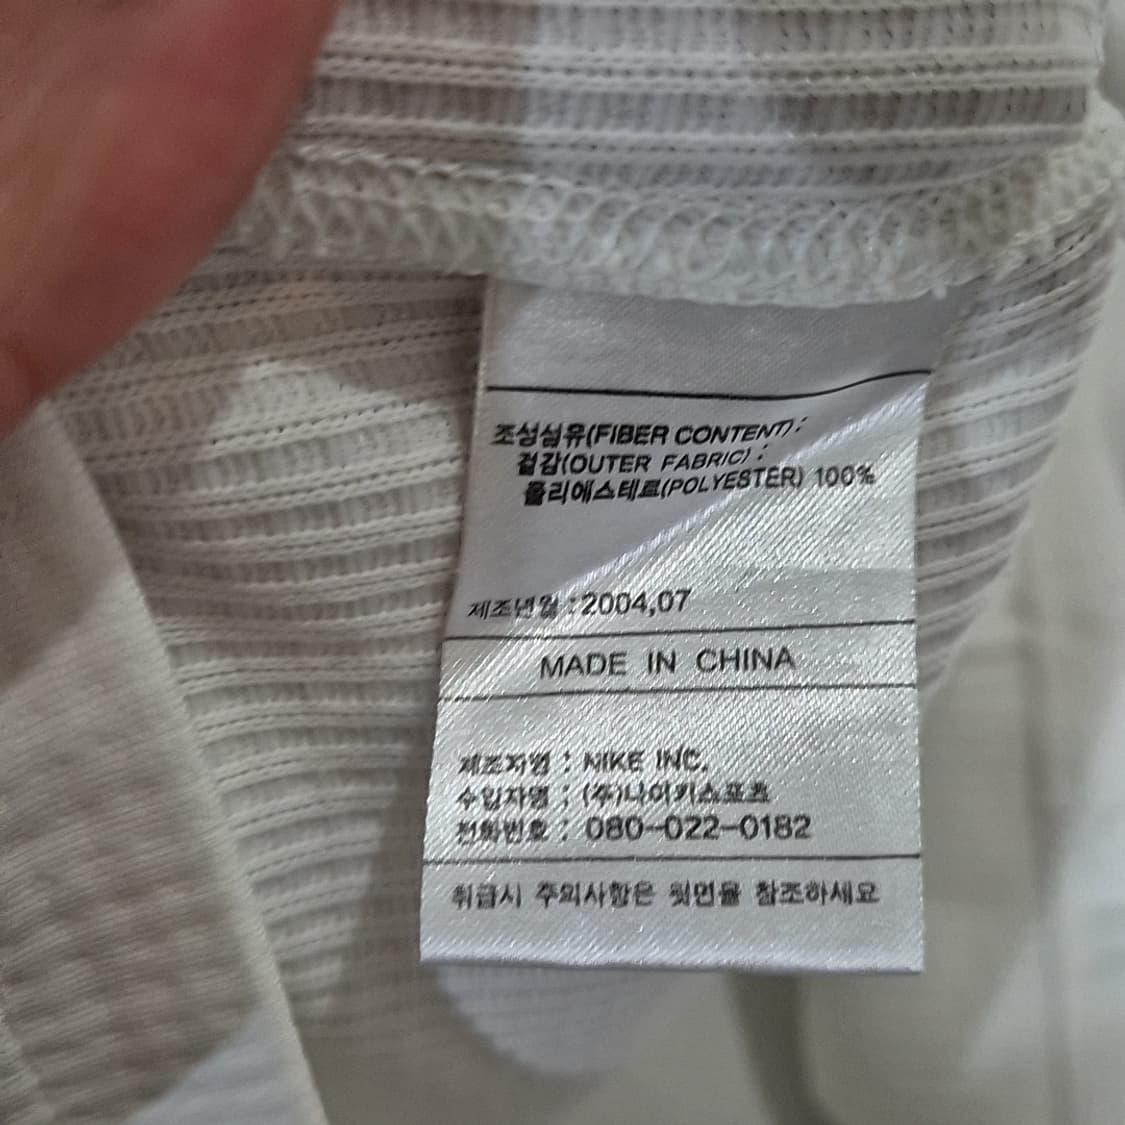 조성섬유(FIBER CONTENT):
겉감(OUTER FABRIC):
폴리에스테르(POLYESTER) 100%
제조년월:2004,07
MADE IN CHINA
제조자명 : NIKE INC.
수입자명 : (주)나이키스포츠
전화번호 : 080-022-0182
취급시 주의사항은 뒷면을 참조하세요